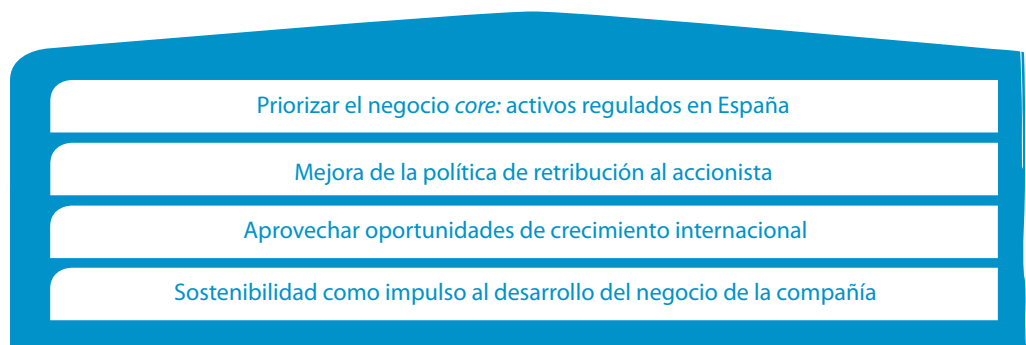 Priorizar el negocio core: activos regulados en España
Mejora de la política de retribución al accionista
Aprovechar oportunidades de crecimiento internacional
Sostenibilidad como impulso al desarrollo del negocio de la compañía